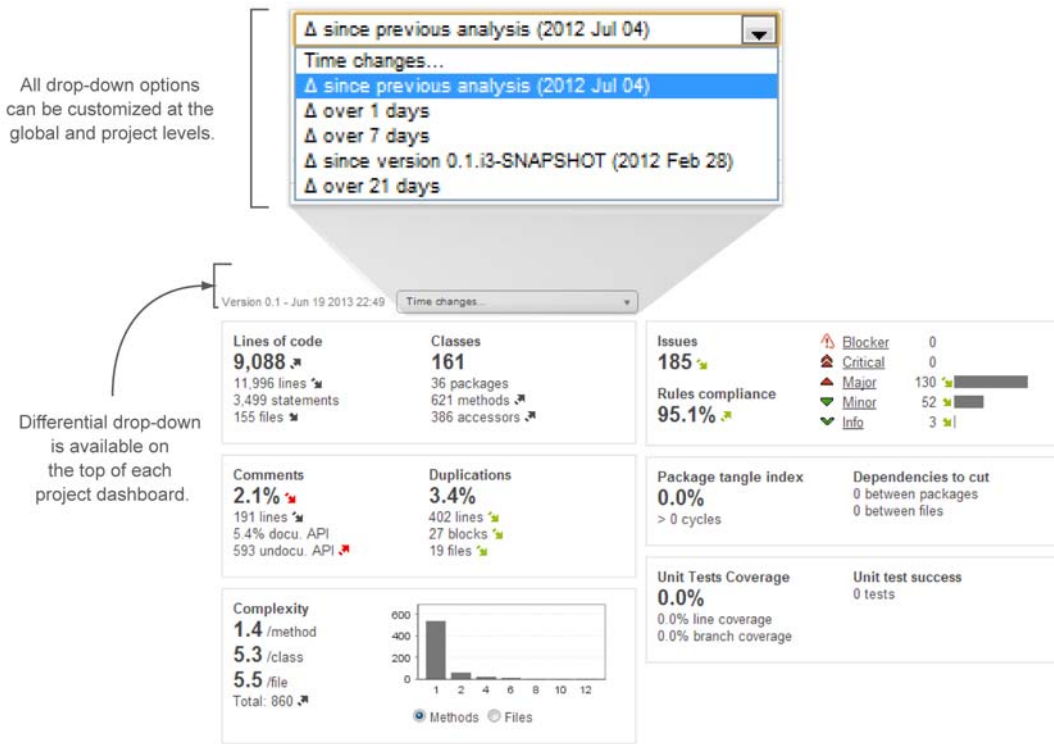 Δ since previous analysis (2012 Jul 04)
Time changes...
Δ since previous analysis (2012 Jul 04)
Δ over 1 days
Δ over 7 days
Δ since version 0.1.i3-SNAPSHOT (2012 Feb 28)
Δ over 21 days
All drop-down options
can be customized at the
global and project levels.
Version 0.1 - Jun 19 2013 22:49
Time changes...
Differential drop-down
is available on
the top of each
project dashboard.
Lines of code
9,088
11,996 lines
3,499 statements
155 files
Classes
161
36 packages
621 methods
386 accessors
Issues
185
Rules compliance
95.1%
Blocker 0
Critical 0
Major 130
Minor 52
Info 3
Comments
2.1%
191 lines
5.4% docu. API
593 undocu. API
Duplications
3.4%
402 lines
27 blocks
19 files
Package tangle index
0.0%
> 0 cycles
Dependencies to cut
0 between packages
0 between files
Unit Tests Coverage
0.0%
0.0% line coverage
0.0% branch coverage
Unit test success
0 tests
Complexity
1.4 /method
5.3 /class
5.5 /file
Total: 860
600
400
200
0
1 2 4 6 8 10 12
Methods Files